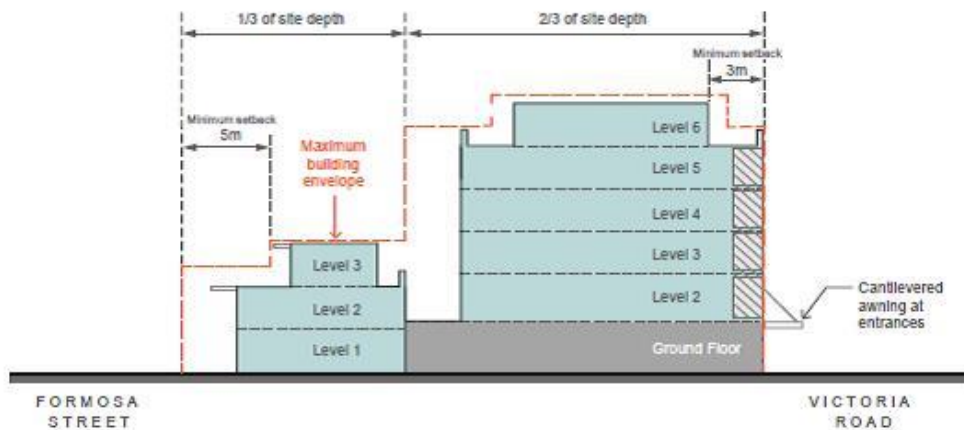 1/3 of site depth
2/3 of site depth
Minimum setback
3m
Minimum setback
5m
Maximum
building
envelope
Level 6
Level 5
Level 4
Level 3
Level 2
Ground Floor
Level 3
Level 2
Level 1
Cantilevered
awning at
entrances
FORMOSA
STREET
VICTORIA
ROAD